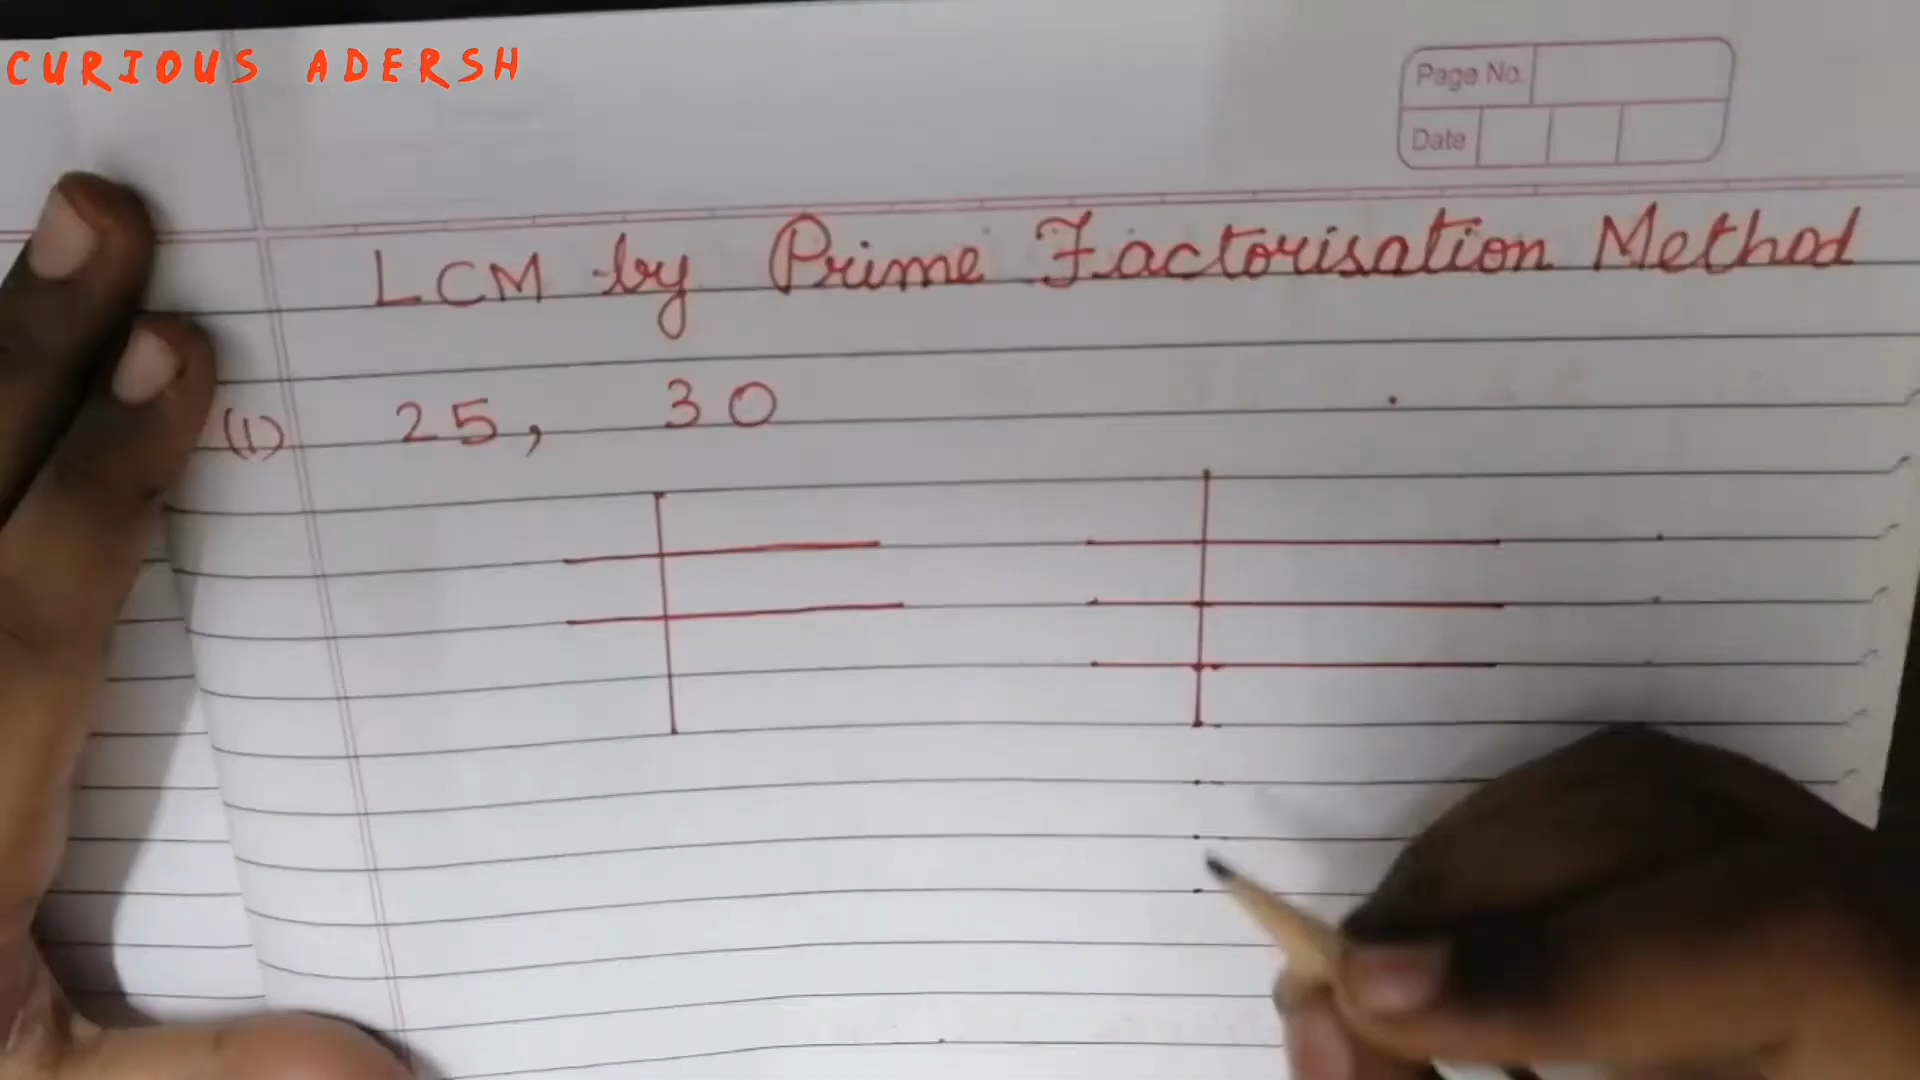 CURIOUS ADERSH
Page No.
Date
LCM by Prime Factorisation Method
(1) 25, 30